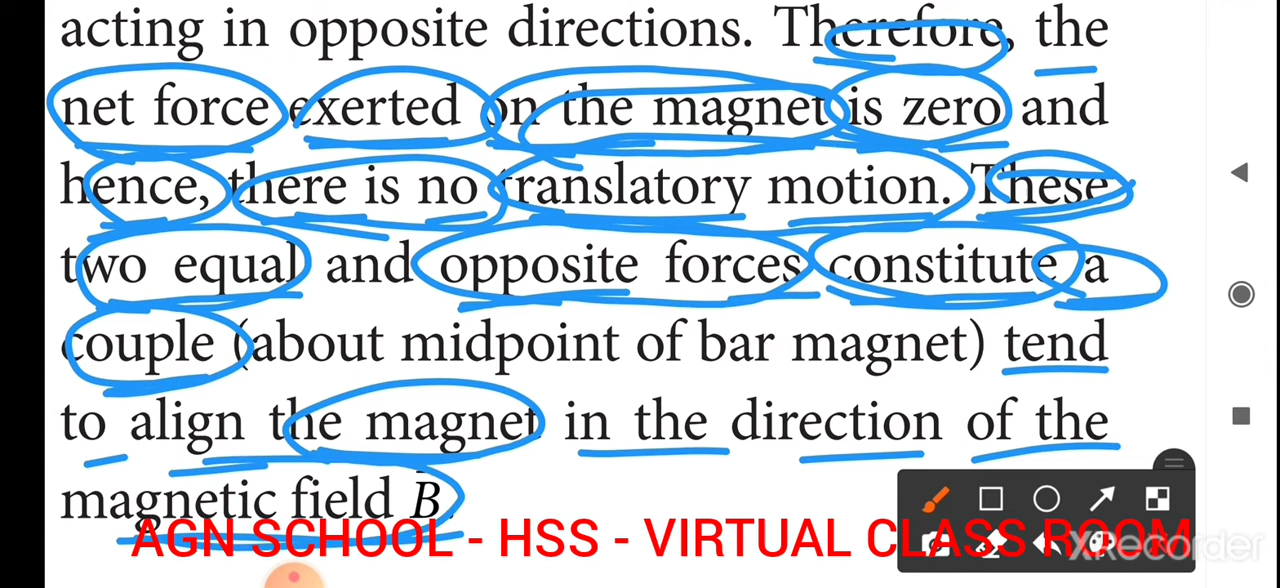 acting in opposite directions. Therefore, the
net force exerted on the magnet is zero and
hence, there is no translatory motion. These
two equal and opposite forces constitute a
couple (about midpoint of bar magnet) tend
to align the magnet in the direction of the
magnetic field B.
AGN SCHOOL - HSS - VIRTUAL CLASS ROOM
XRecorder